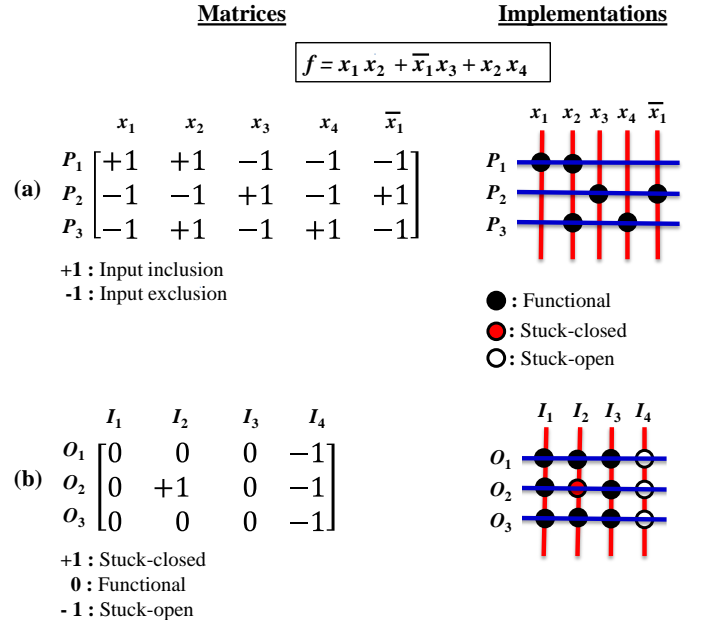 Matrices Implementations
f = x₁ x₂ + x̅₁ x₃ + x₂ x₄
x₁ x₂ x₃ x₄ x̅₁ x₁ x₂ x₃ x₄ x̅₁
(a)
P₁ +1 +1 −1 −1 −1 P₁
P₂ −1 −1 +1 −1 +1 P₂
P₃ −1 +1 −1 +1 −1 P₃
+1 : Input inclusion
-1 : Input exclusion
: Functional
: Stuck-closed
: Stuck-open
I₁ I₂ I₃ I₄ I₁ I₂ I₃ I₄
(b)
O₁ 0 0 0 −1 O₁
O₂ 0 +1 0 −1 O₂
O₃ 0 0 0 −1 O₃
+1 : Stuck-closed
0 : Functional
- 1 : Stuck-open